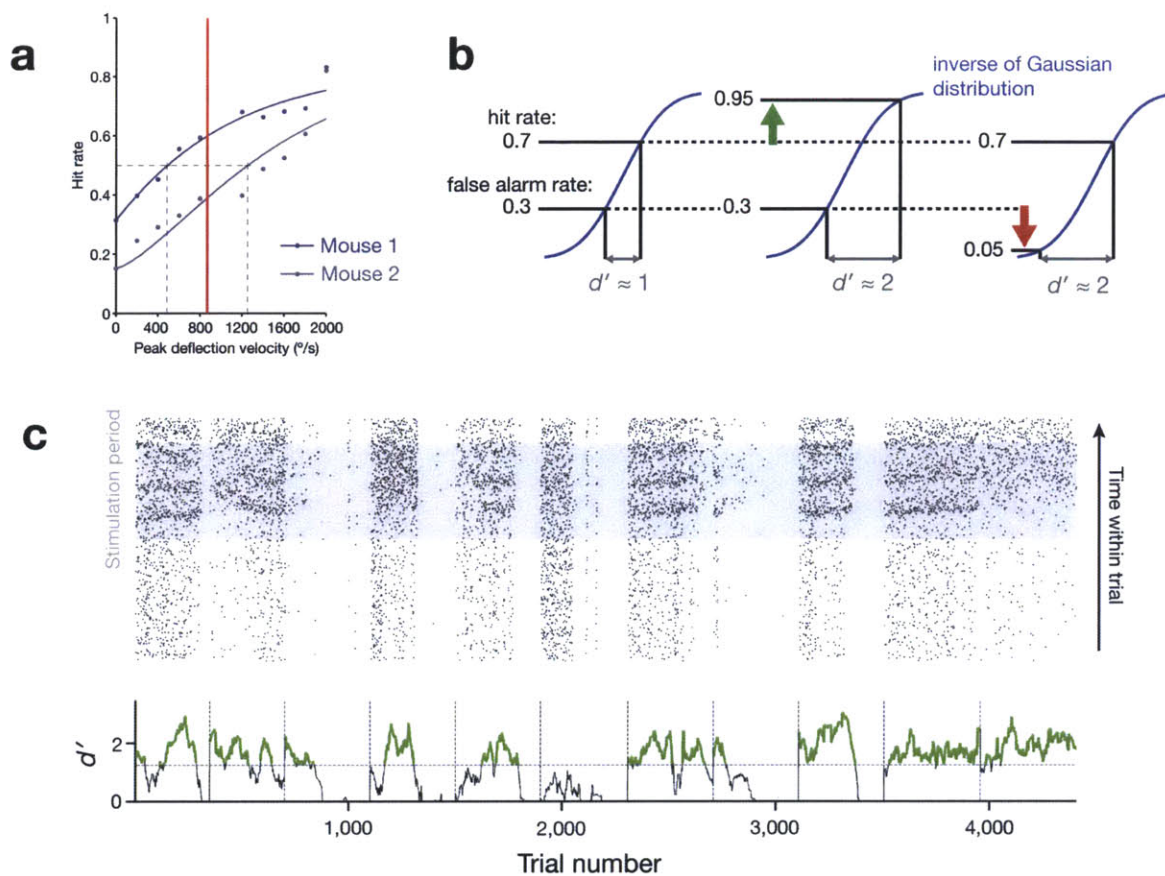 a
Hit rate
1
0.8
0.6
0.4
0.2
0
0 400 800 1200 1600 2000
Peak deflection velocity (°/s)
Mouse 1
Mouse 2
b
inverse of Gaussian
distribution
hit rate:
0.7
false alarm rate:
0.3
d′ ≈ 1
0.95
0.3
d′ ≈ 2
0.7
0.05
d′ ≈ 2
c
Stimulation period
Time within trial
d′
2
0
1,000 2,000 3,000 4,000
Trial number